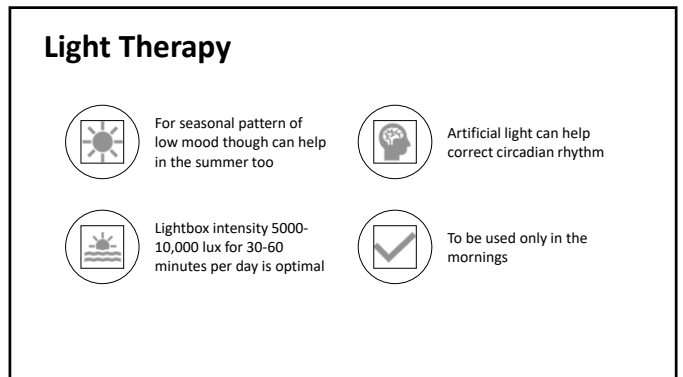 Light Therapy
For seasonal pattern of
low mood though can help
in the summer too
Artificial light can help
correct circadian rhythm
Lightbox intensity 5000-
10,000 lux for 30-60
minutes per day is optimal
To be used only in the
mornings